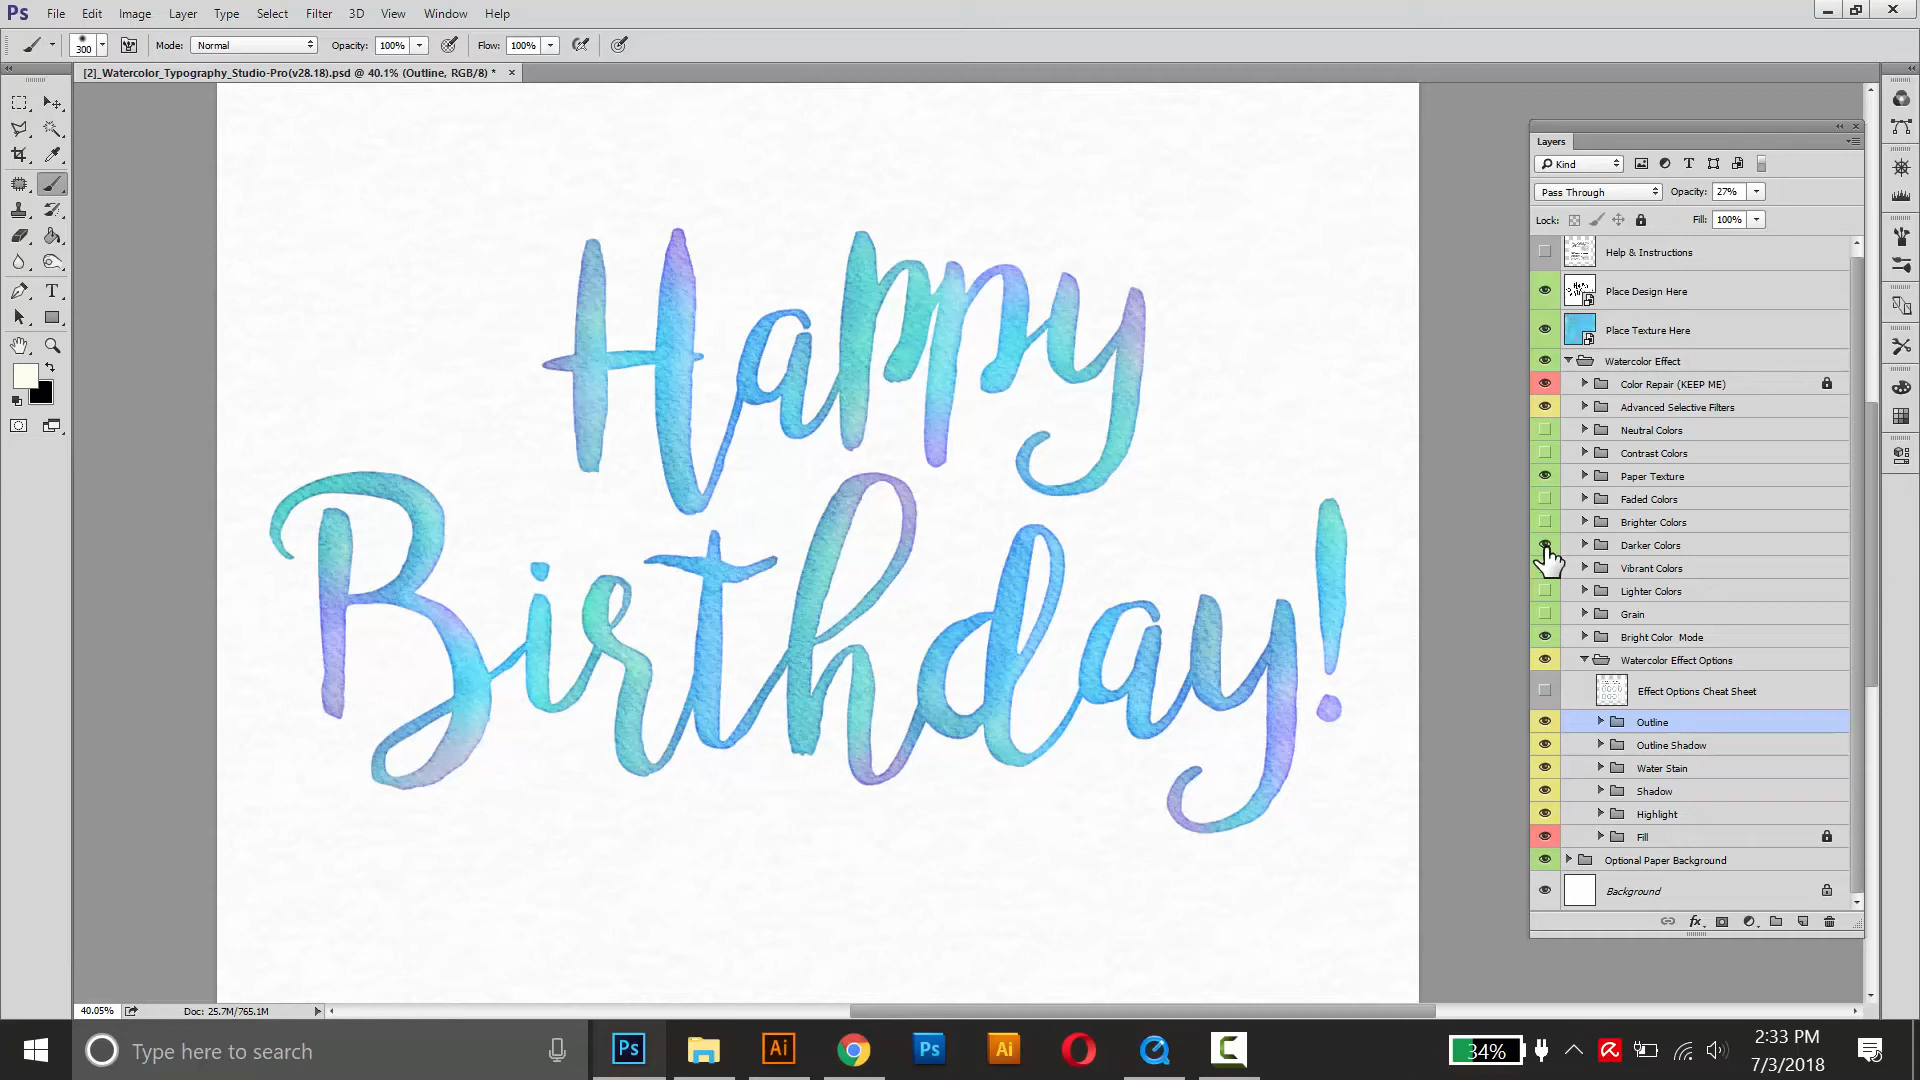 Ps File Edit Image Layer Type Select Filter 3D View Window Help
300 Mode: Normal Opacity: 100% Flow: 100%
[2]_Watercolor_Typography_Studio-Pro(v28.18).psd @ 40.1% (Outline, RGB/8) *
Happy
Birthday!
Layers
Kind
Pass Through Opacity: 27%
Lock: Fill: 100%
Help & Instructions
Place Design Here
Place Texture Here
Watercolor Effect
Color Repair (KEEP ME)
Advanced Selective Filters
Neutral Colors
Contrast Colors
Paper Texture
Faded Colors
Brighter Colors
Darker Colors
Vibrant Colors
Lighter Colors
Grain
Bright Color Mode
Watercolor Effect Options
Effect Options Cheat Sheet
Outline
Outline Shadow
Water Stain
Shadow
Highlight
Fill
Optional Paper Background
Background
fx
40.05% Doc: 25.7M/765.1M
Type here to search
Ps Ai Ps Ai
34%
2:33 PM
7/3/2018